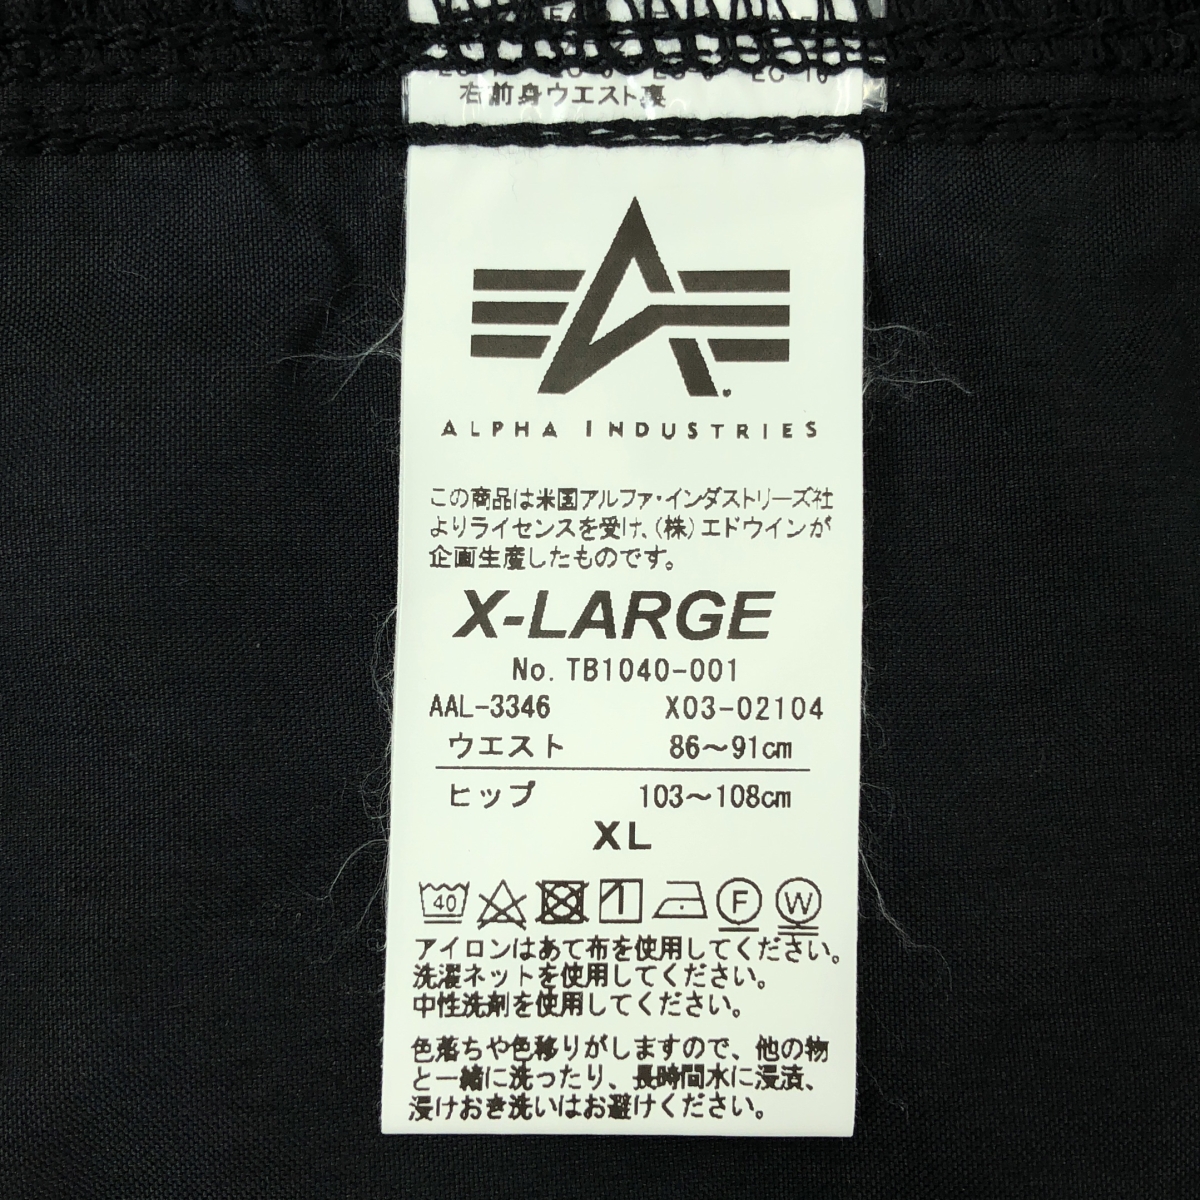 右前身ウエスト裏
ALPHA INDUSTRIES
この商品は米国アルファ・インダストリーズ社
よりライセンスを受け、(株)エドウインが
企画生産したものです。
X-LARGE
No. TB1040-001
AAL-3346 X03-02104
ウエスト 86~91cm
ヒップ 103~108cm
XL
40 F W
アイロンはあて布を使用してください。
洗濯ネットを使用してください。
中性洗剤を使用してください。
色落ちや色移りがしますので、他の物
と一緒に洗ったり、長時間水に浸漬、
浸けおき洗いはお避けください。